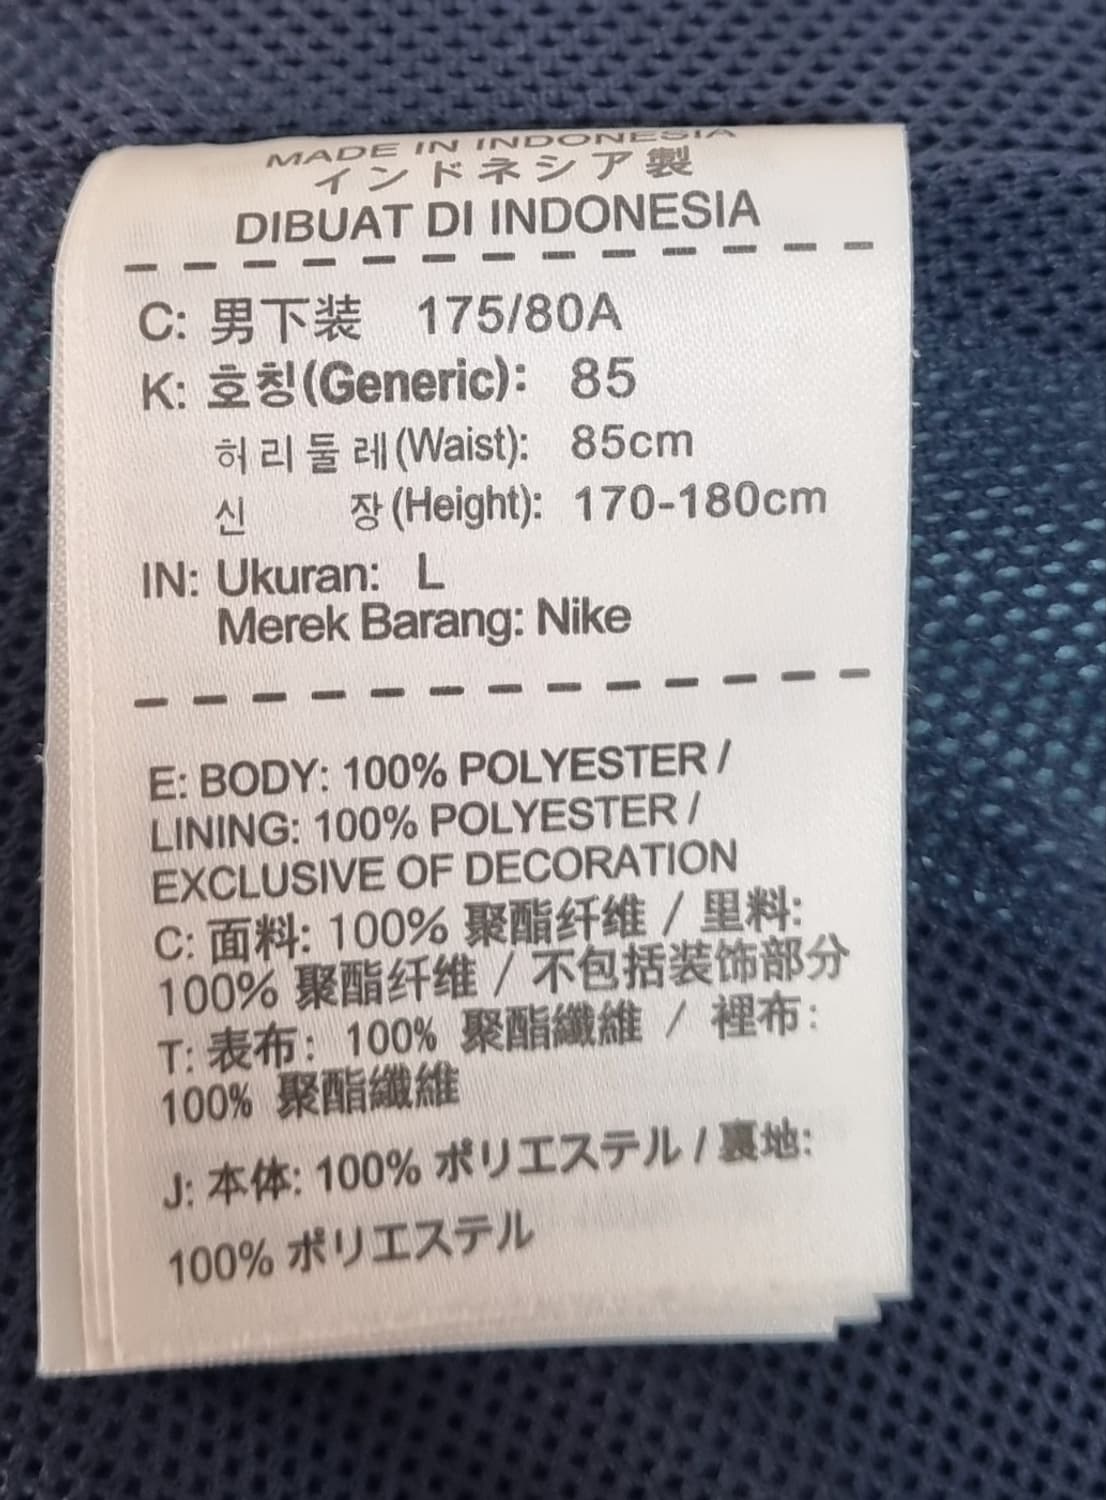 MADE IN INDONESIA
インドネシア製
DIBUAT DI INDONESIA
C: 男下装 175/80A
K: 호칭(Generic): 85
허리둘레(Waist): 85cm
신 장(Height): 170-180cm
IN: Ukuran: L
Merek Barang: Nike
E: BODY: 100% POLYESTER /
LINING: 100% POLYESTER /
EXCLUSIVE OF DECORATION
C: 面料: 100% 聚酯纤维 / 里料:
100% 聚酯纤维 / 不包括装饰部分
T: 表布: 100% 聚酯纖維 / 裡布:
100% 聚酯纖維
J: 本体: 100% ポリエステル / 裏地:
100% ポリエステル